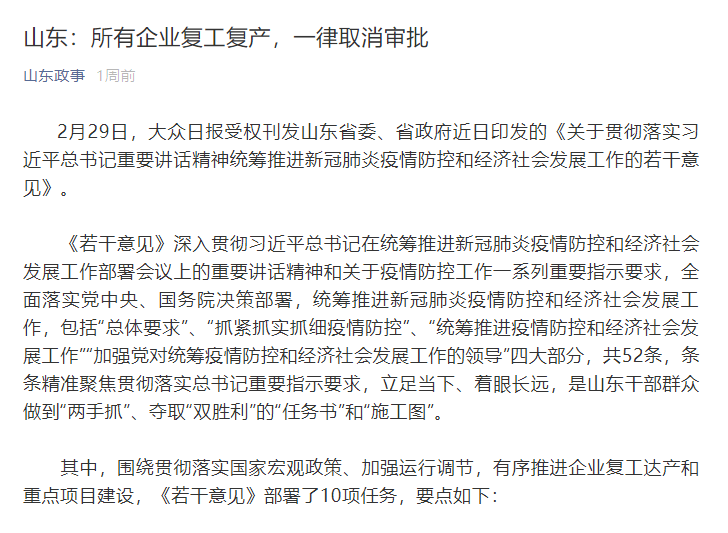 山东：所有企业复工复产，一律取消审批
山东政事 1周前
2月29日，大众日报受权刊发山东省委、省政府近日印发的《关于贯彻落实习
近平总书记重要讲话精神统筹推进新冠肺炎疫情防控和经济社会发展工作的若干意
见》。
《若干意见》深入贯彻习近平总书记在统筹推进新冠肺炎疫情防控和经济社会
发展工作部署会议上的重要讲话精神和关于疫情防控工作一系列重要指示要求，全
面落实党中央、国务院决策部署，统筹推进新冠肺炎疫情防控和经济社会发展工
作，包括“总体要求”、“抓紧抓实抓细疫情防控”、“统筹推进疫情防控和经济社会发
展工作”“加强党对统筹疫情防控和经济社会发展工作的领导”四大部分，共52条，条
条精准聚焦贯彻落实总书记重要指示要求，立足当下、着眼长远，是山东干部群众
做到“两手抓”、夺取“双胜利”的“任务书”和“施工图”。
其中，围绕贯彻落实国家宏观政策、加强运行调节，有序推进企业复工达产和
重点项目建设，《若干意见》部署了10项任务，要点如下：